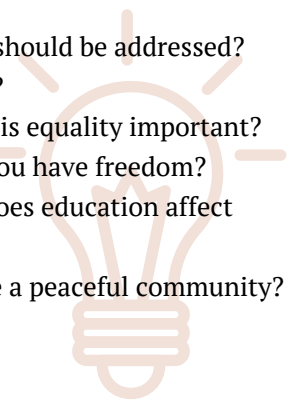 should be addressed?
?
is equality important?
ou have freedom?
oes education affect
e a peaceful community?